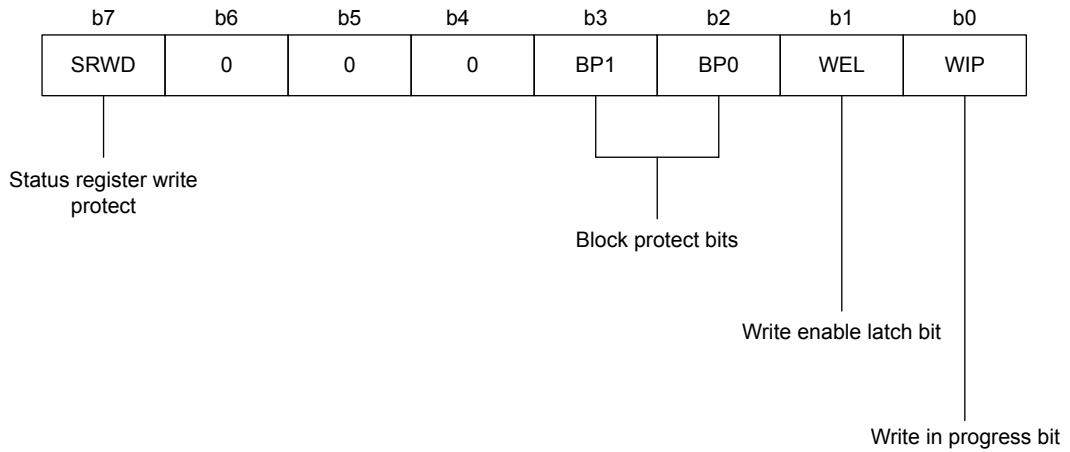 b7 b6 b5 b4 b3 b2 b1 b0
SRWD 0 0 0 BP1 BP0 WEL WIP
Status register write
protect
Block protect bits
Write enable latch bit
Write in progress bit